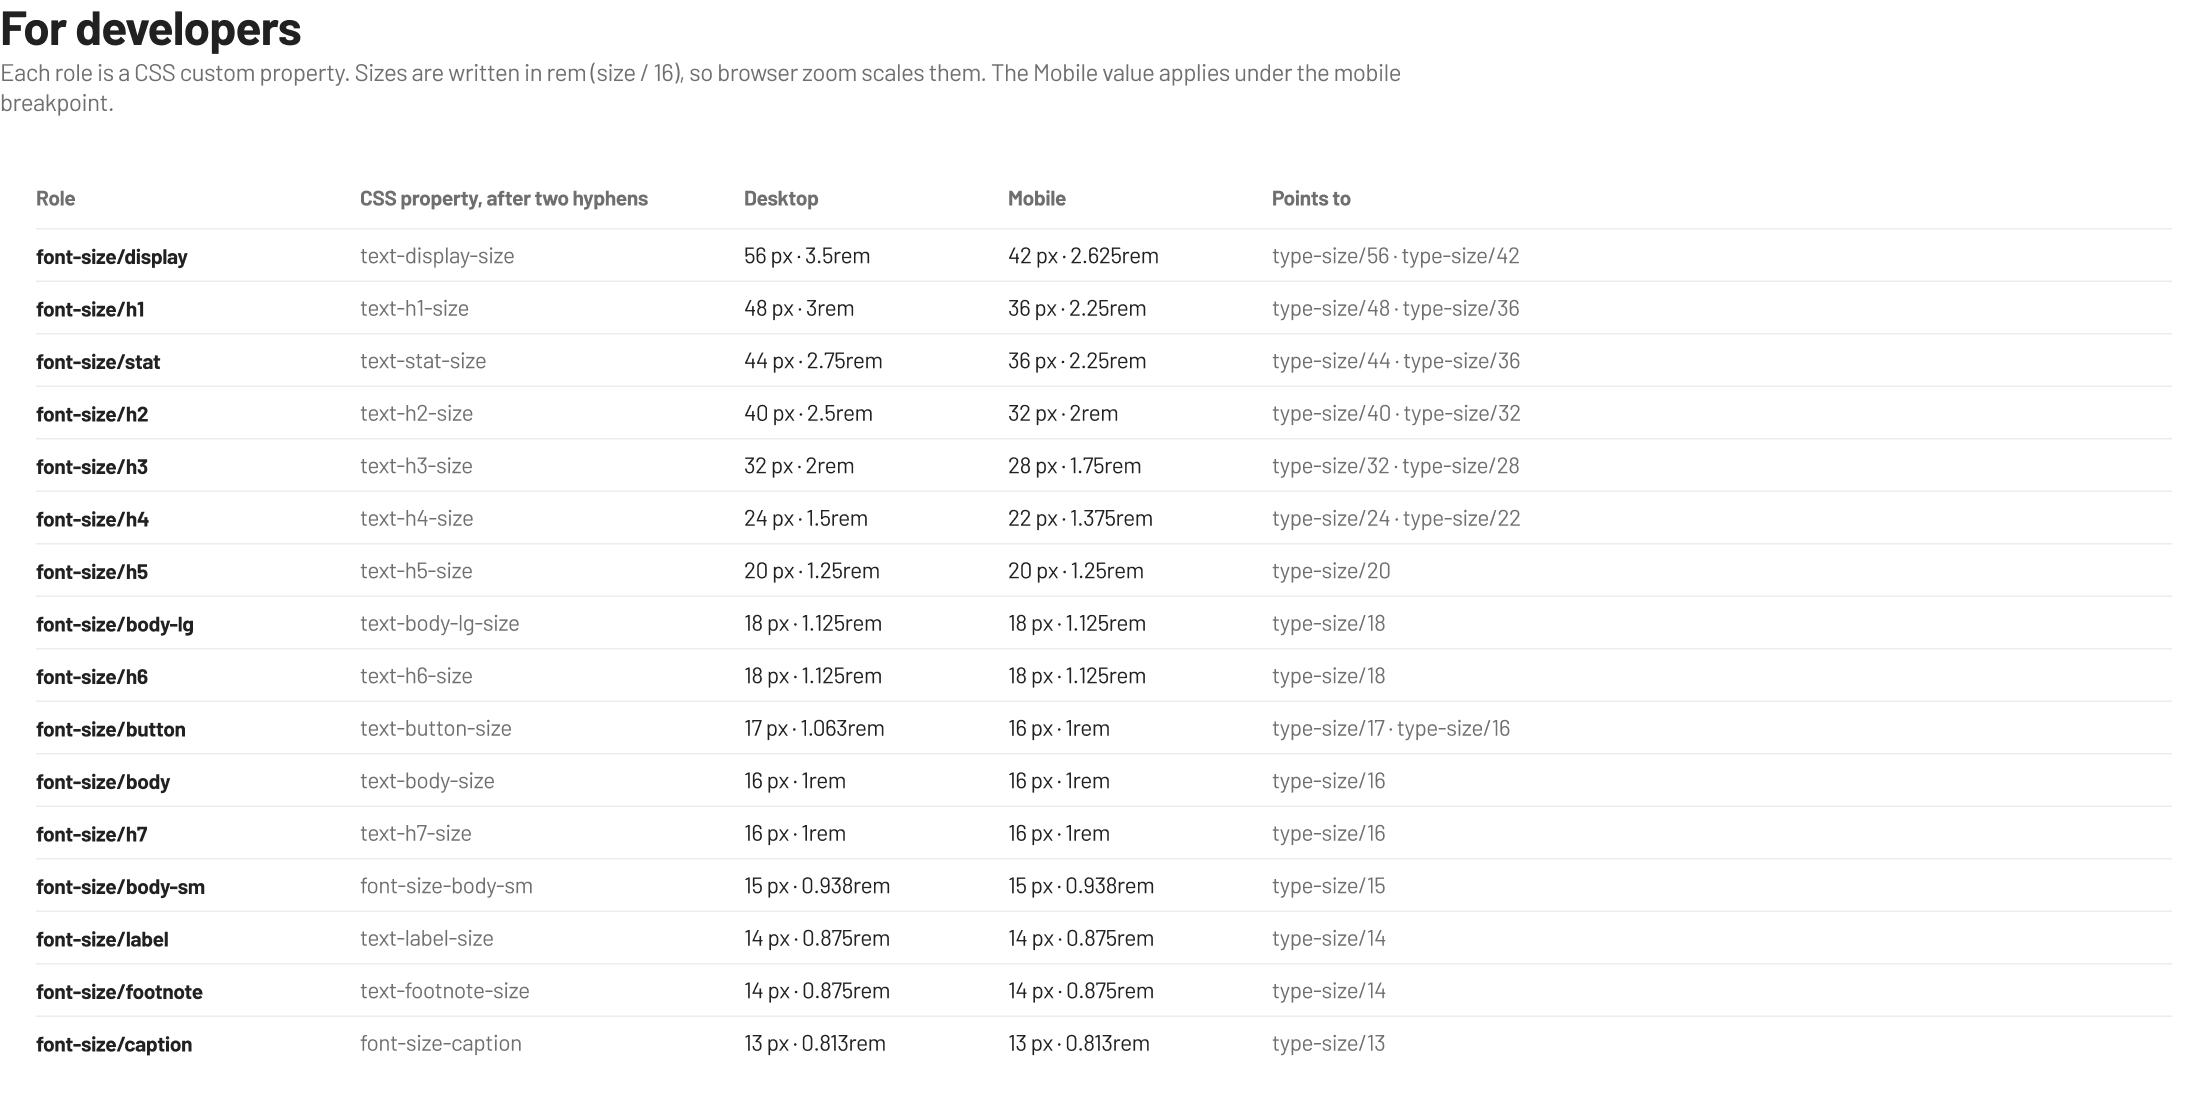 For developers
Each role is a CSS custom property. Sizes are written in rem (size / 16), so browser zoom scales them. The Mobile value applies under the mobile
breakpoint.
Role CSS property, after two hyphens Desktop Mobile Points to
font-size/display text-display-size 56 px · 3.5rem 42 px · 2.625rem type-size/56 · type-size/42
font-size/h1 text-h1-size 48 px · 3rem 36 px · 2.25rem type-size/48 · type-size/36
font-size/stat text-stat-size 44 px · 2.75rem 36 px · 2.25rem type-size/44 · type-size/36
font-size/h2 text-h2-size 40 px · 2.5rem 32 px · 2rem type-size/40 · type-size/32
font-size/h3 text-h3-size 32 px · 2rem 28 px · 1.75rem type-size/32 · type-size/28
font-size/h4 text-h4-size 24 px · 1.5rem 22 px · 1.375rem type-size/24 · type-size/22
font-size/h5 text-h5-size 20 px · 1.25rem 20 px · 1.25rem type-size/20
font-size/body-lg text-body-lg-size 18 px · 1.125rem 18 px · 1.125rem type-size/18
font-size/h6 text-h6-size 18 px · 1.125rem 18 px · 1.125rem type-size/18
font-size/button text-button-size 17 px · 1.063rem 16 px · 1rem type-size/17 · type-size/16
font-size/body text-body-size 16 px · 1rem 16 px · 1rem type-size/16
font-size/h7 text-h7-size 16 px · 1rem 16 px · 1rem type-size/16
font-size/body-sm font-size-body-sm 15 px · 0.938rem 15 px · 0.938rem type-size/15
font-size/label text-label-size 14 px · 0.875rem 14 px · 0.875rem type-size/14
font-size/footnote text-footnote-size 14 px · 0.875rem 14 px · 0.875rem type-size/14
font-size/caption font-size-caption 13 px · 0.813rem 13 px · 0.813rem type-size/13